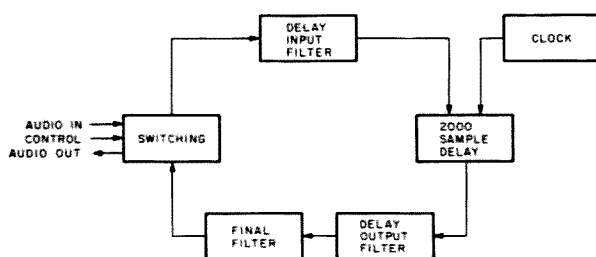 DELAY
INPUT
FILTER
CLOCK
AUDIO IN
CONTROL
AUDIO OUT
SWITCHING
2000
SAMPLE
DELAY
FINAL
FILTER
DELAY
OUTPUT
FILTER